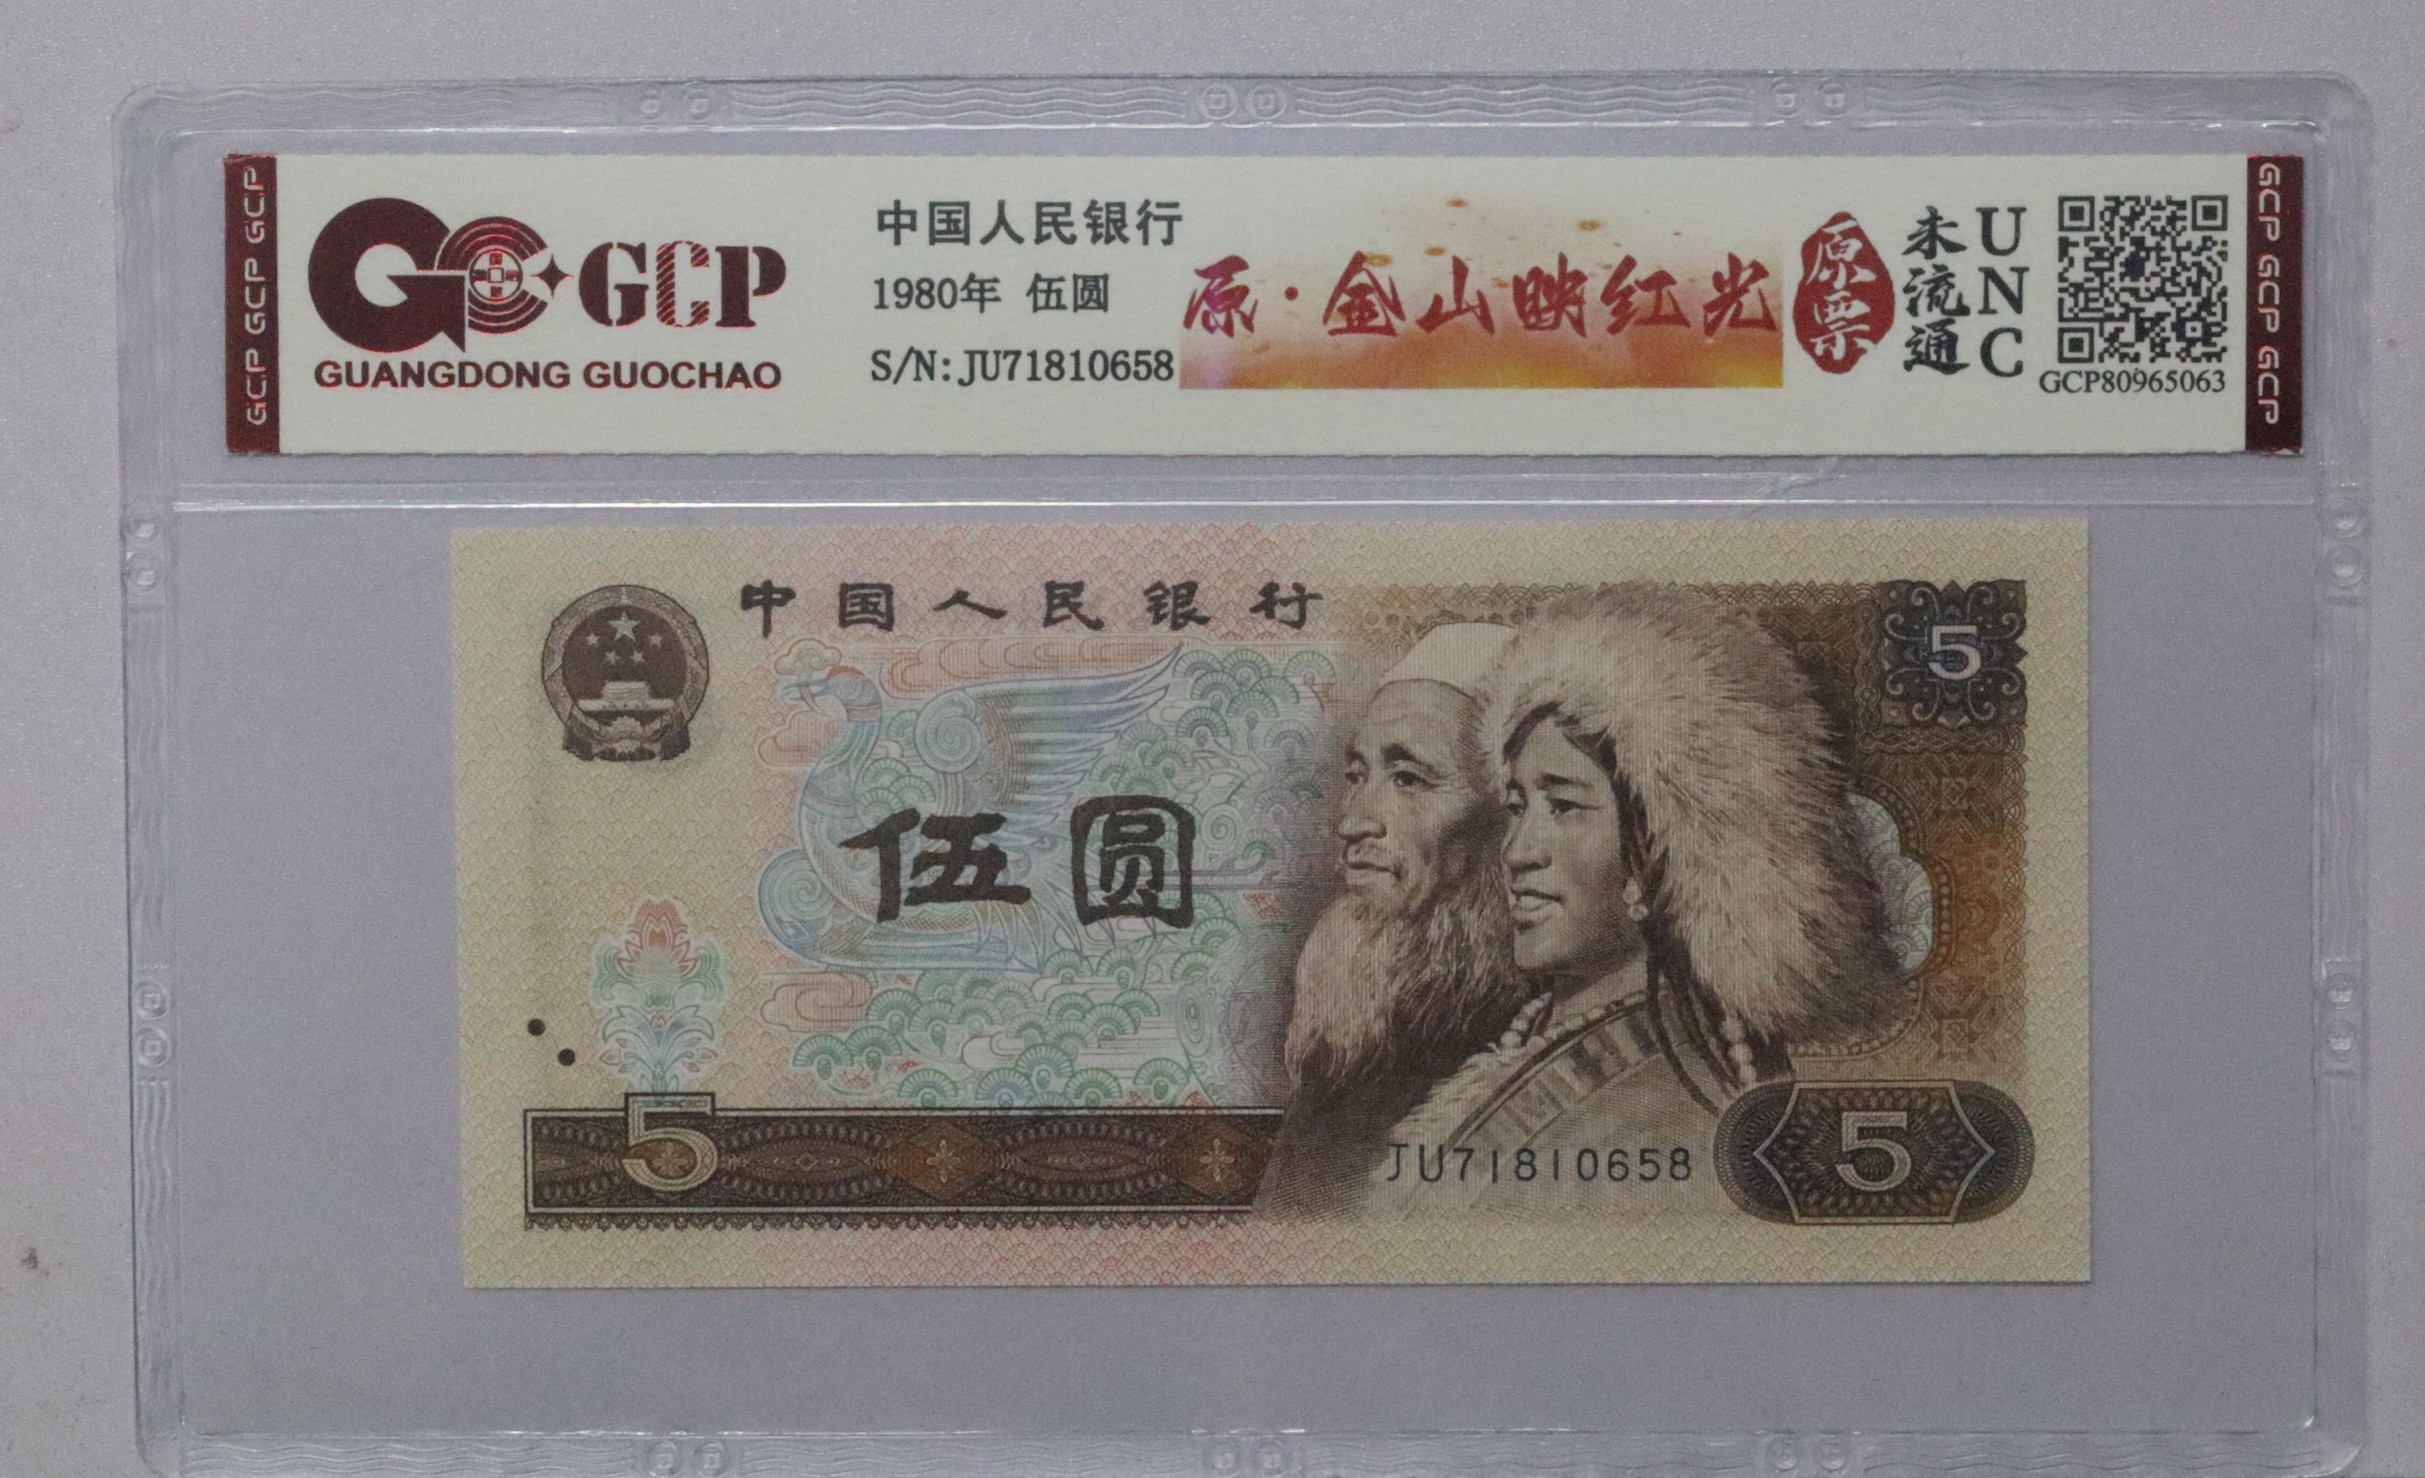 GCP GCP GCP
GCP
GUANGDONG GUOCHAO
中国人民银行
1980年 伍圆
S/N: JU71810658
原·金山映红光
原票
未流通
UNC
GCP80965063
GCP GCP GCP
中国人民银行
5
伍圆
5
JU71810658
5